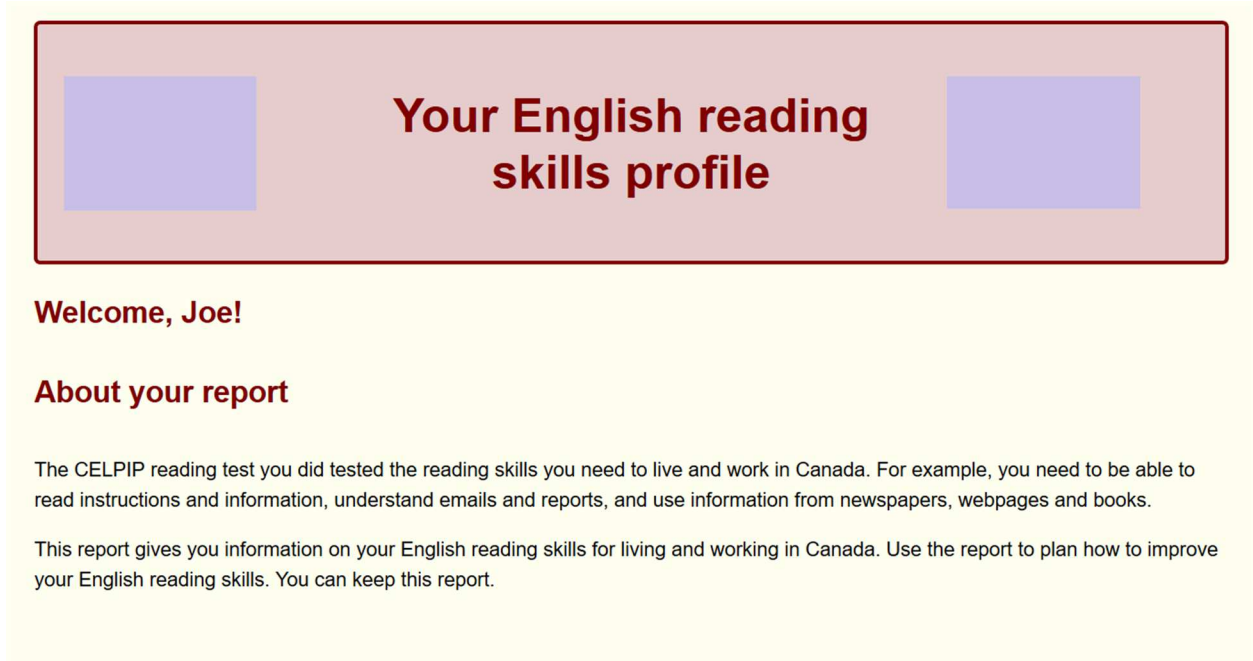 Your English reading
skills profile
Welcome, Joe!
About your report
The CELPIP reading test you did tested the reading skills you need to live and work in Canada. For example, you need to be able to
read instructions and information, understand emails and reports, and use information from newspapers, webpages and books.
This report gives you information on your English reading skills for living and working in Canada. Use the report to plan how to improve
your English reading skills. You can keep this report.